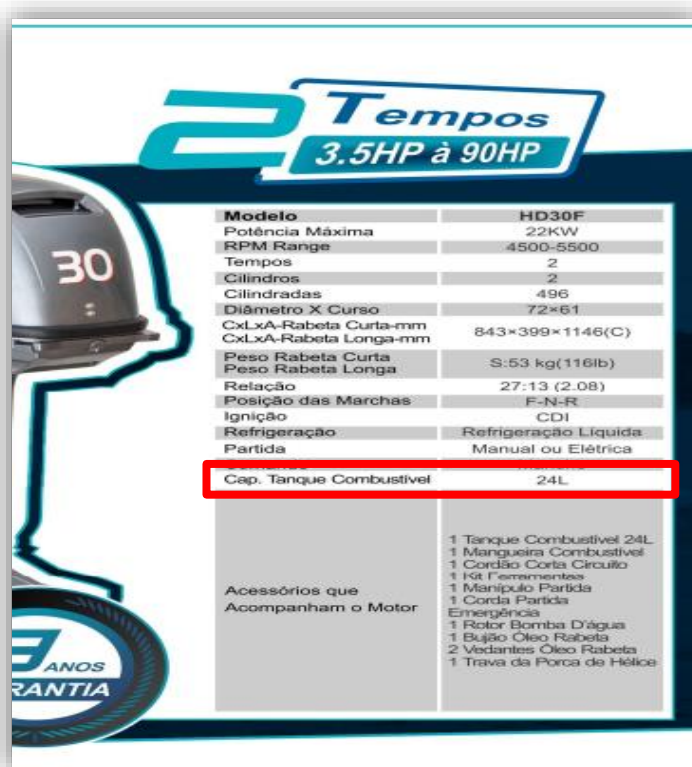 2 Tempos
3.5HP à 90HP
30
Modelo HD30F
Potência Máxima 22KW
RPM Range 4500-5500
Tempos 2
Cilindros 2
Cilindradas 496
Diâmetro X Curso 72×61
CxLxA-Rabeta Curta-mm
CxLxA-Rabeta Longa-mm 843×399×1146(C)
Peso Rabeta Curta
Peso Rabeta Longa S:53 kg(116lb)
Relação 27:13 (2.08)
Posição das Marchas F-N-R
Ignição CDI
Refrigeração Refrigeração Líquida
Partida Manual ou Elétrica
Cap. Tanque Combustível 24L
Acessórios que
Acompanham o Motor
1 Tanque Combustível 24L
1 Mangueira Combustível
1 Cordão Corta Circuito
1 Kit Ferramentas
1 Manípulo Partida
1 Corda Partida
Emergência
1 Rotor Bomba D'água
1 Bujão Óleo Rabeta
2 Vedantes Óleo Rabeta
1 Trava da Porca de Hélice
3 ANOS
RANTIA